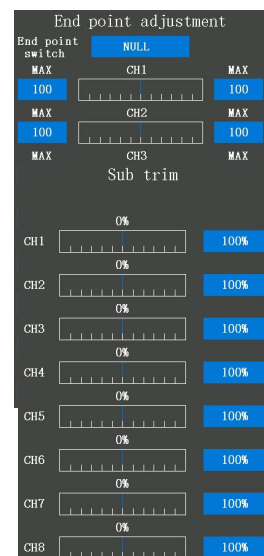 End point adjustment
End point
switch
NULL
MAX CH1 MAX
100 100
MAX CH2 MAX
100 100
MAX CH3 MAX
Sub trim
0%
CH1 100%
0%
CH2 100%
0%
CH3 100%
0%
CH4 100%
0%
CH5 100%
0%
CH6 100%
0%
CH7 100%
0%
CH8 100%